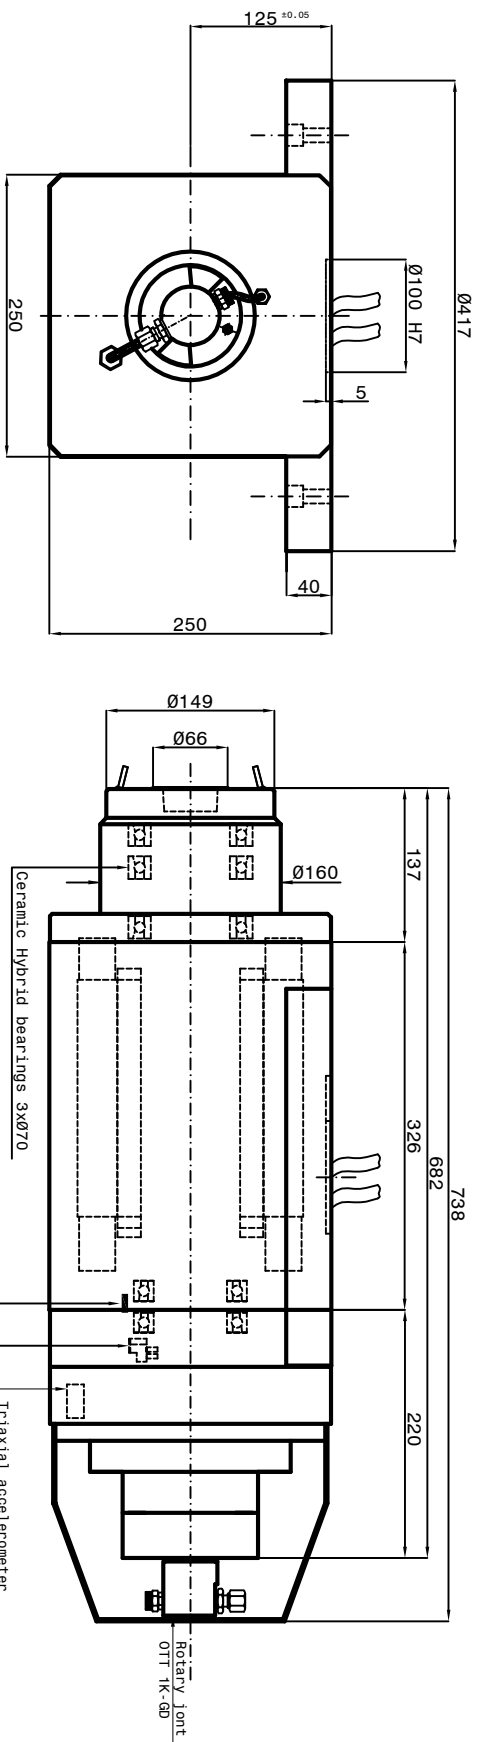 125 ±0.05
Ø417
Ø100 H7
5
250
40
250
Ø149
Ø66
137
Ø160
Ceramic Hybrid bearings 3xØ70
326
682
738
220
Triaxial accelerometer
Rotary jont
OTT 1K-GD